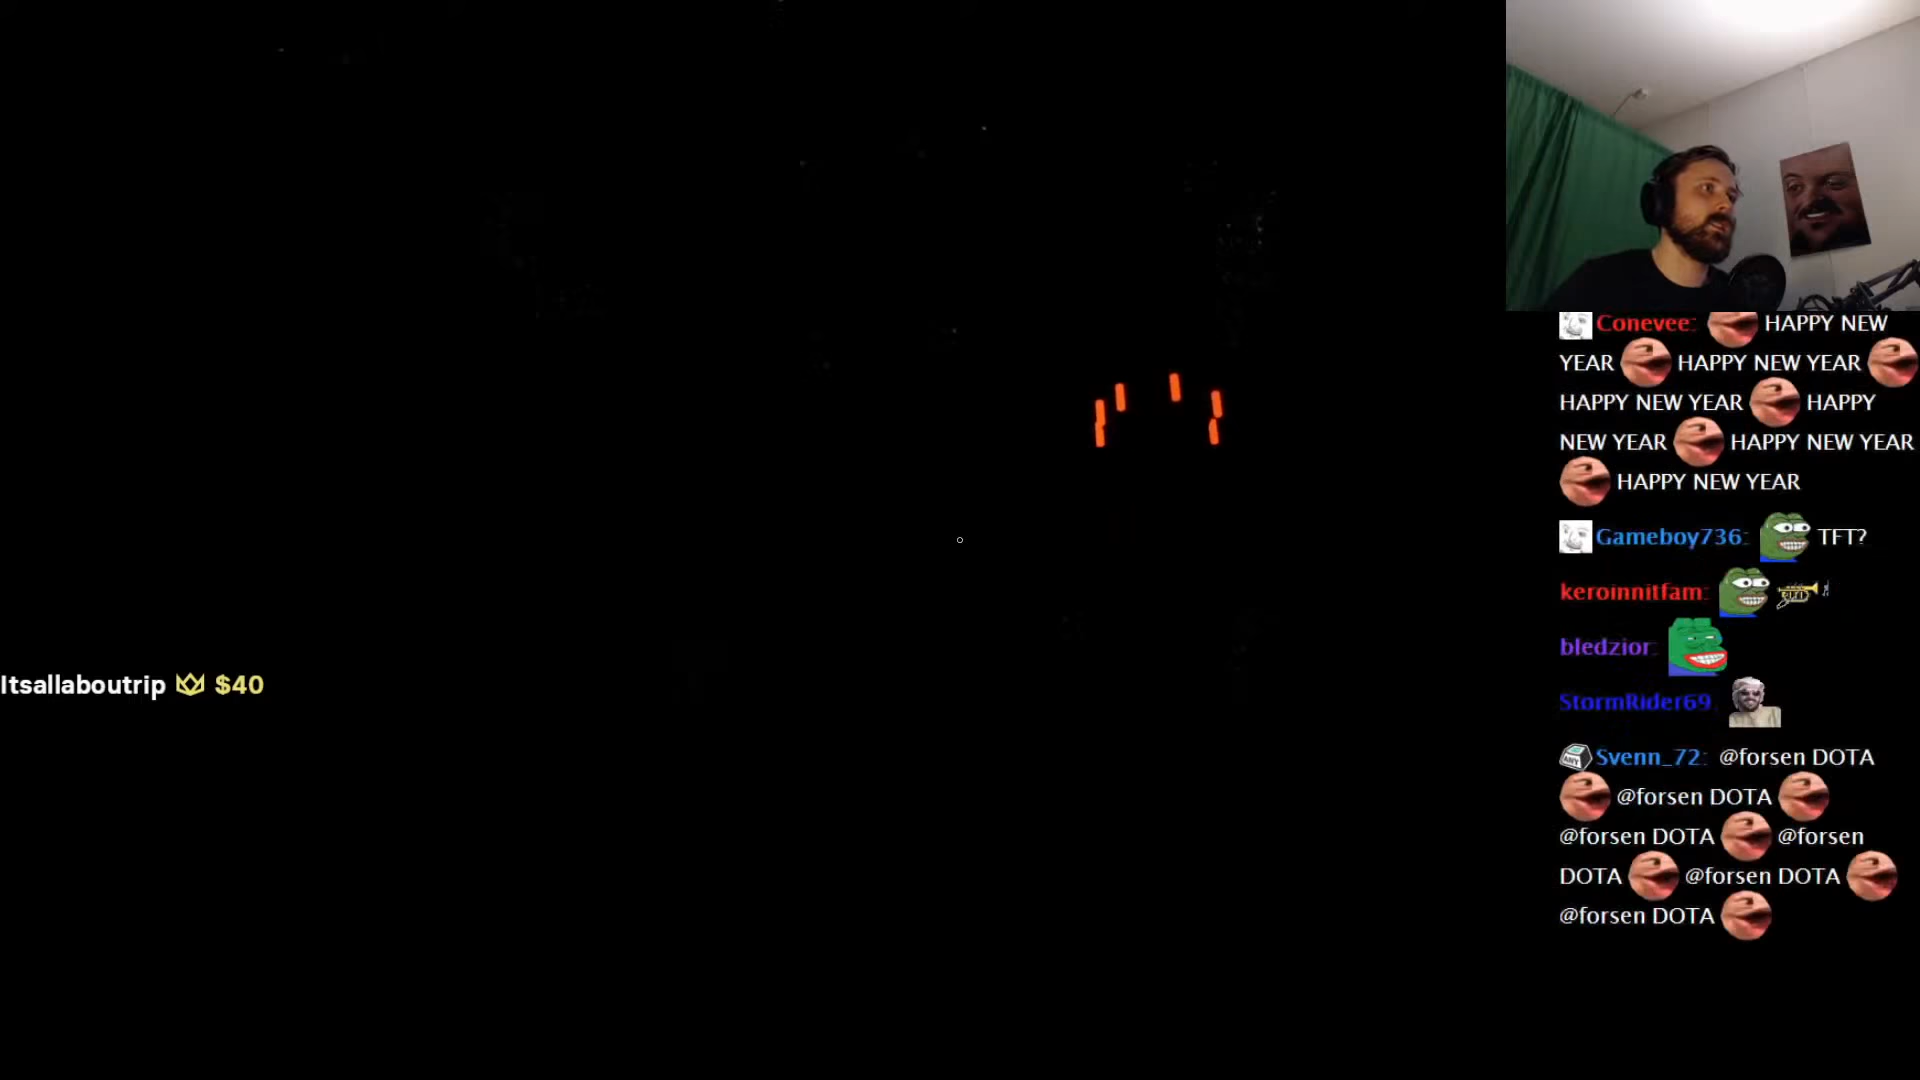 Conevee: HAPPY NEW
YEAR HAPPY NEW YEAR
HAPPY NEW YEAR HAPPY
NEW YEAR HAPPY NEW YEAR
HAPPY NEW YEAR
Gameboy736: TFT?
keroinnitfam:
bledzior:
Itsallaboutrip $40
StormRider69
ANY Svenn_72: @forsen DOTA
@forsen DOTA
@forsen DOTA @forsen
DOTA @forsen DOTA
@forsen DOTA